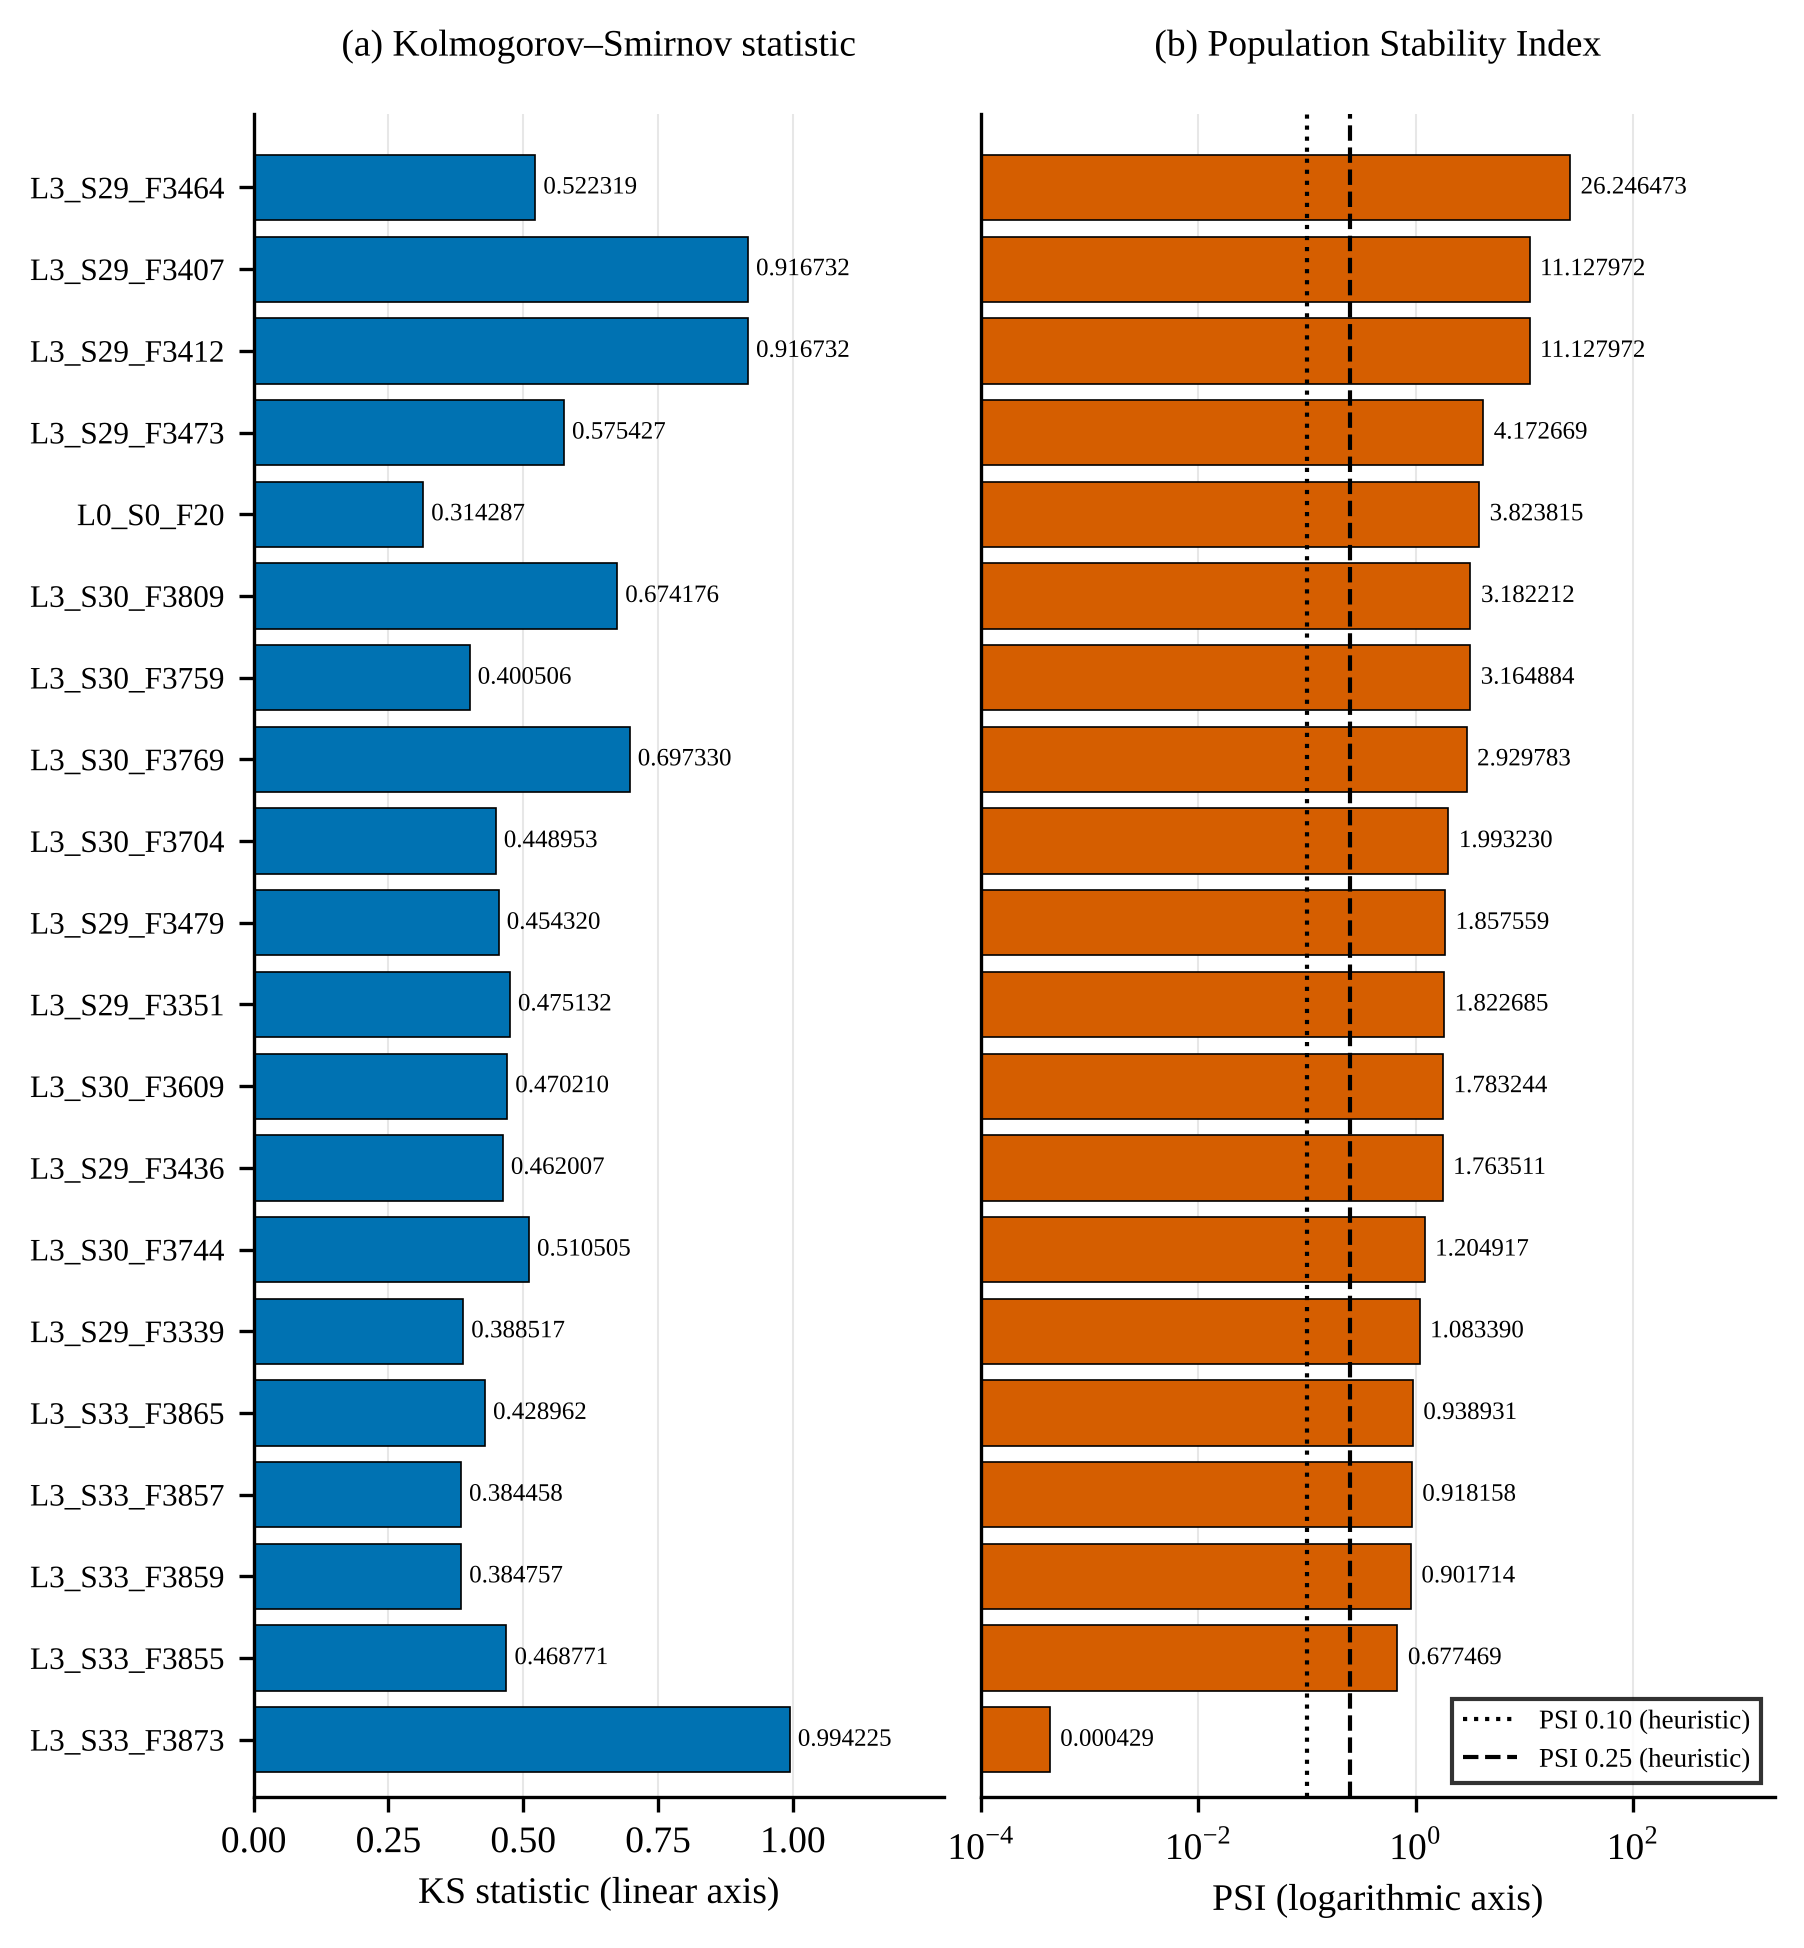 (a) Kolmogorov–Smirnov statistic
(b) Population Stability Index
L3_S29_F3464 0.522319 26.246473
L3_S29_F3407 0.916732 11.127972
L3_S29_F3412 0.916732 11.127972
L3_S29_F3473 0.575427 4.172669
L0_S0_F20 0.314287 3.823815
L3_S30_F3809 0.674176 3.182212
L3_S30_F3759 0.400506 3.164884
L3_S30_F3769 0.697330 2.929783
L3_S30_F3704 0.448953 1.993230
L3_S29_F3479 0.454320 1.857559
L3_S29_F3351 0.475132 1.822685
L3_S30_F3609 0.470210 1.783244
L3_S29_F3436 0.462007 1.763511
L3_S30_F3744 0.510505 1.204917
L3_S29_F3339 0.388517 1.083390
L3_S33_F3865 0.428962 0.938931
L3_S33_F3857 0.384458 0.918158
L3_S33_F3859 0.384757 0.901714
L3_S33_F3855 0.468771 0.677469
L3_S33_F3873 0.994225 0.000429
PSI 0.10 (heuristic)
PSI 0.25 (heuristic)
0.00 0.25 0.50 0.75 1.00
KS statistic (linear axis)
10⁻⁴ 10⁻² 10⁰ 10²
PSI (logarithmic axis)